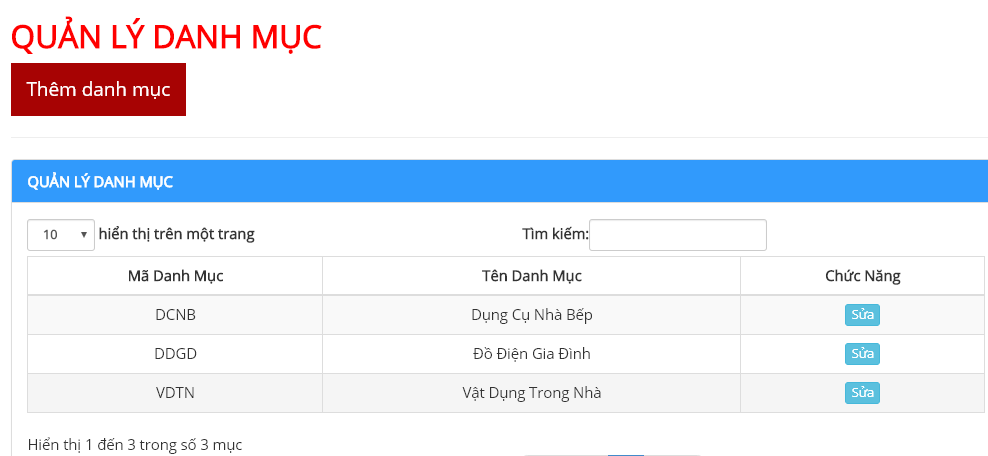 QUẢN LÝ DANH MỤC
Thêm danh mục
QUẢN LÝ DANH MỤC
10 hiển thị trên một trang Tìm kiếm:
Mã Danh Mục Tên Danh Mục Chức Năng
DCNB Dụng Cụ Nhà Bếp Sửa
DDGD Đồ Điện Gia Đình Sửa
VDTN Vật Dụng Trong Nhà Sửa
Hiển thị 1 đến 3 trong số 3 mục